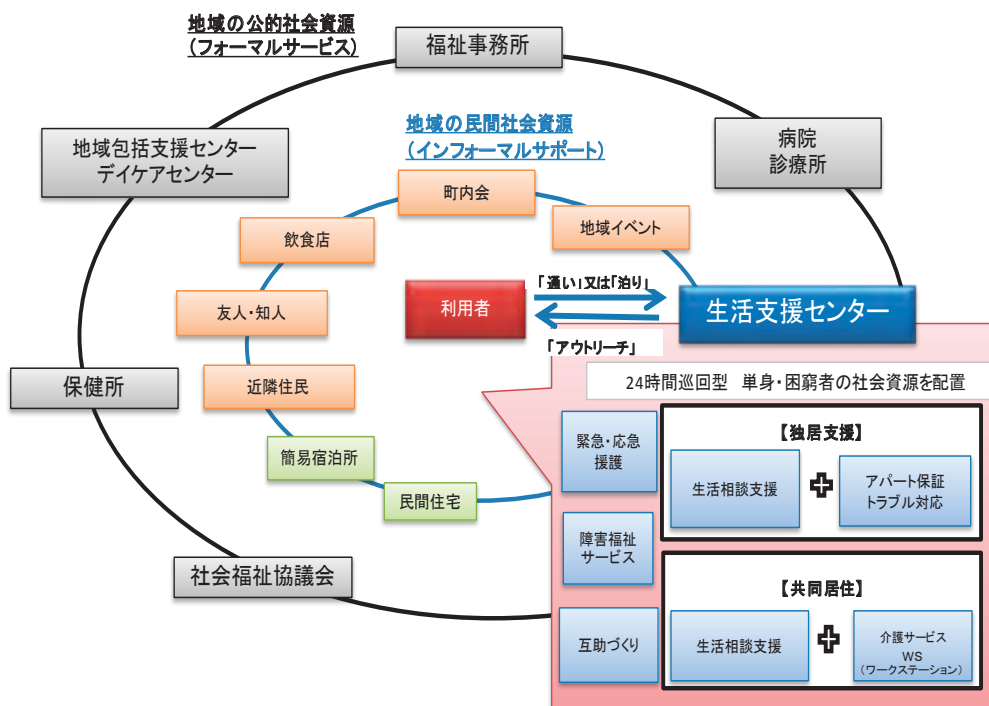 地域の公的社会資源
（フォーマルサービス）
福祉事務所
地域包括支援センター
デイケアセンター
地域の民間社会資源
（インフォーマルサポート）
病院
診療所
町内会
地域イベント
飲食店
友人・知人
利用者
「通い」又は「泊り」
「アウトリーチ」
生活支援センター
保健所
近隣住民
簡易宿泊所
民間住宅
社会福祉協議会
24時間巡回型　単身・困窮者の社会資源を配置
緊急・応急
援護
【独居支援】
生活相談支援
アパート保証
トラブル対応
障害福祉
サービス
【共同居住】
互助づくり
生活相談支援
介護サービス
WS
（ワークステーション）